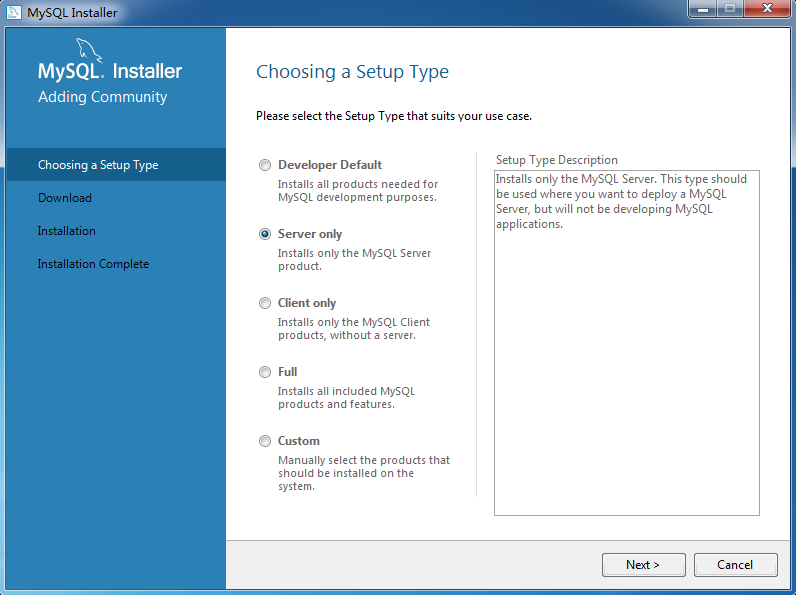 MySQL Installer
MySQL. Installer
Adding Community
Choosing a Setup Type
Download
Installation
Installation Complete
Choosing a Setup Type
Please select the Setup Type that suits your use case.
Developer Default
Installs all products needed for
MySQL development purposes.
Server only
Installs only the MySQL Server
product.
Client only
Installs only the MySQL Client
products, without a server.
Full
Installs all included MySQL
products and features.
Custom
Manually select the products that
should be installed on the
system.
Setup Type Description
Installs only the MySQL Server. This type should
be used where you want to deploy a MySQL
Server, but will not be developing MySQL
applications.
Next >
Cancel